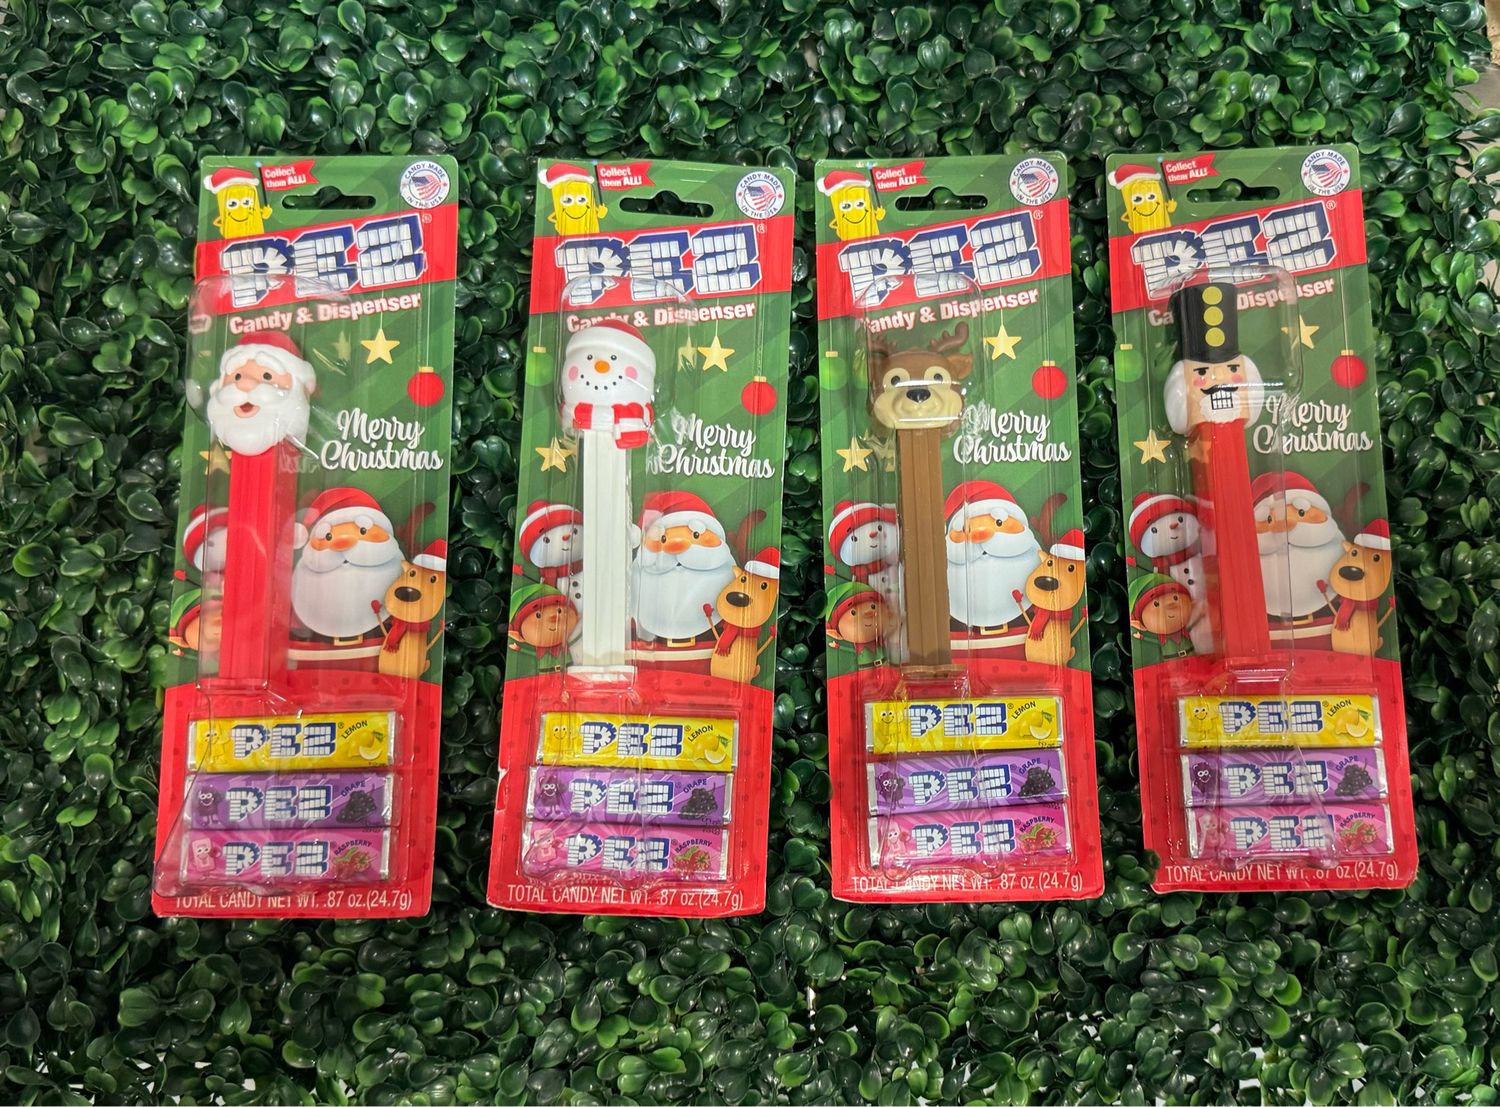 Collect
them ALL!
CANDY MADE
IN THE USA
PEZ®
Candy & Dispenser
Merry
Christmas
PEZ® LEMON
PEZ GRAPE
PEZ RASPBERRY
TOTAL CANDY NET WT. .87 oz.(24.7g)
Collect
them ALL!
CANDY MADE
IN THE USA
PEZ®
Candy & Dispenser
Merry
Christmas
PEZ® LEMON
PEZ GRAPE
PEZ RASPBERRY
TOTAL CANDY NET WT. .87 oz.(24.7g)
Collect
them ALL!
CANDY MADE
IN THE USA
PEZ®
Candy & Dispenser
Merry
Christmas
PEZ® LEMON
PEZ GRAPE
PEZ RASPBERRY
TOTAL CANDY NET WT. .87 oz.(24.7g)
Collect
them ALL!
CANDY MADE
IN THE USA
PEZ®
Ca Dispenser
Merry
Christmas
PEZ® LEMON
PEZ GRAPE
PEZ RASPBERRY
TOTAL CANDY NET WT. .87 oz.(24.7g)